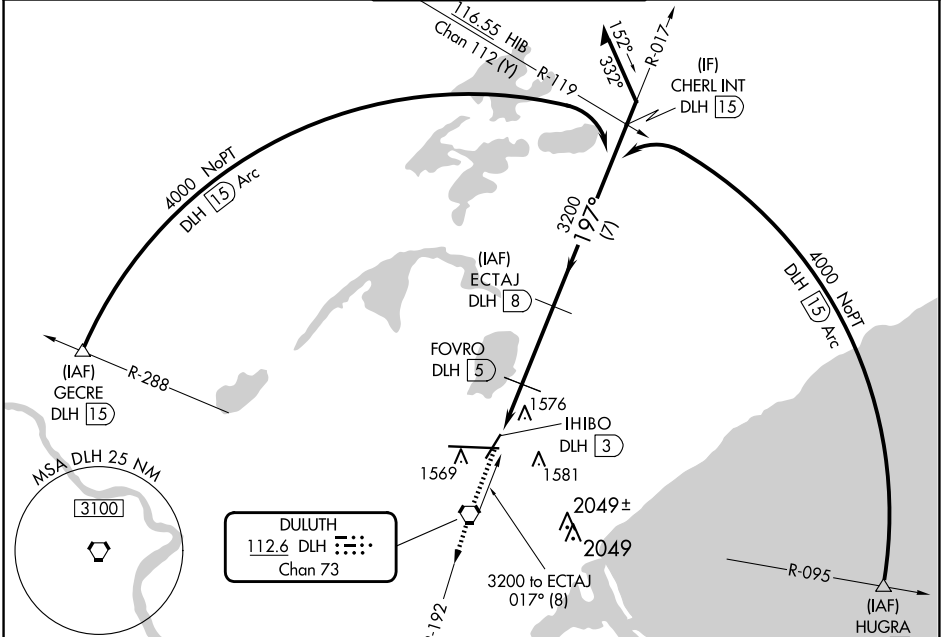 116.55 HIB
Chan 112 (Y)
R-119
152°
332°
R-017
(IF)
CHERL INT
DLH 15
4000 NoPT
DLH 15 Arc
3200
197°
(7)
(IAF)
ECTAJ
DLH 8
4000 NoPT
DLH 15 Arc
FOVRO
DLH 5
R-288
(IAF)
GECRE
DLH 15
1576
IHIBO
DLH 3
1569
1581
MSA DLH 25 NM
3100
2049±
2049
DULUTH
112.6 DLH
Chan 73
3200 to ECTAJ
017° (8)
R-095
(IAF)
HUGRA
-192